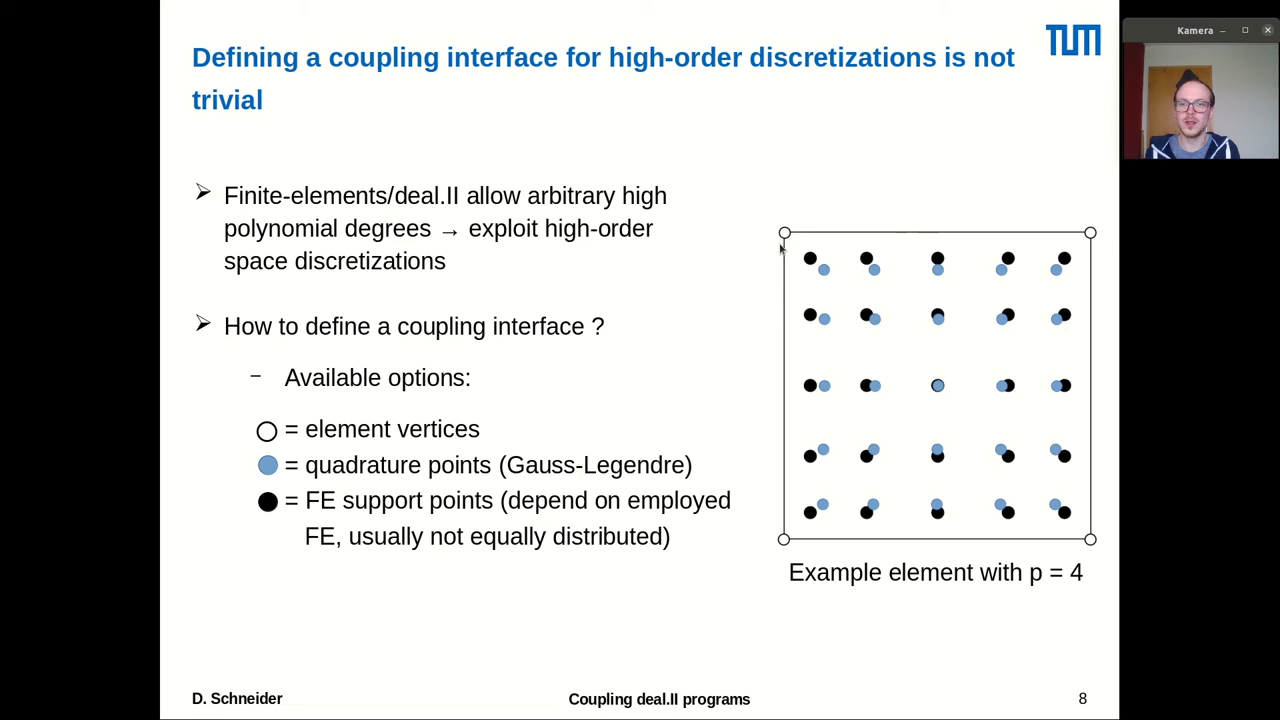 Defining a coupling interface for high-order discretizations is not
trivial
TUM
Kamera
➢ Finite-elements/deal.II allow arbitrary high
polynomial degrees → exploit high-order
space discretizations
➢ How to define a coupling interface ?
– Available options:
= element vertices
= quadrature points (Gauss-Legendre)
= FE support points (depend on employed
FE, usually not equally distributed)
Example element with p = 4
D. Schneider
Coupling deal.II programs
8